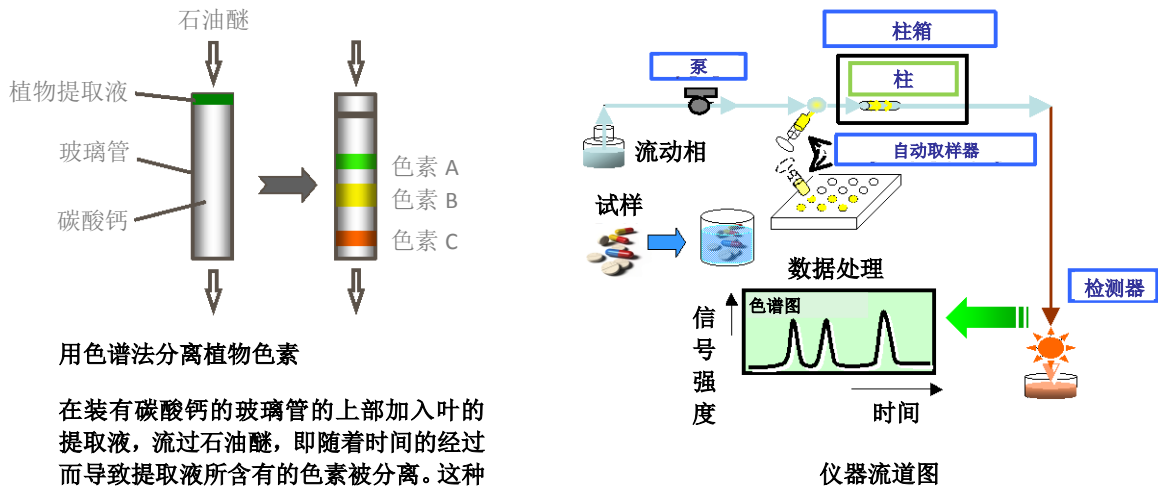 石油醚
植物提取液
玻璃管
碳酸钙
色素 A
色素 B
色素 C
用色谱法分离植物色素
在装有碳酸钙的玻璃管的上部加入叶的
提取液，流过石油醚，即随着时间的经过
而导致提取液所含有的色素被分离。这种
柱箱
泵
柱
流动相
自动取样器
试样
数据处理
检测器
色谱图
信号强度
时间
仪器流道图